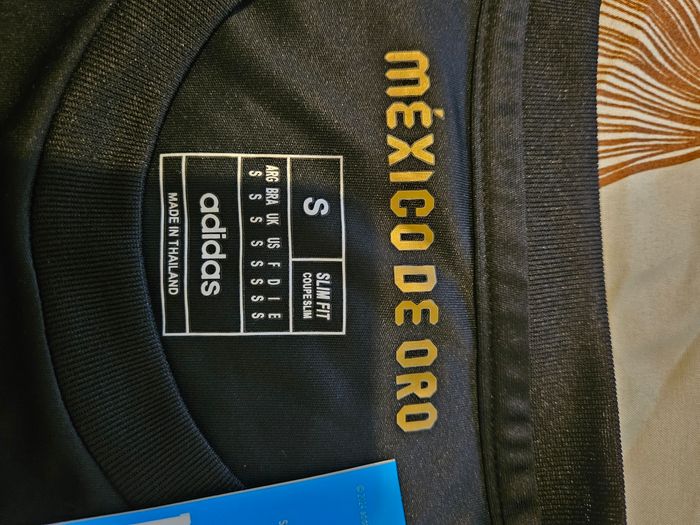 MÉXICO DE ORO
S
SLIM FIT
COUPE SLIM
ARG BRA UK US F D I E
S S S S S S S S
adidas
MADE IN THAILAND